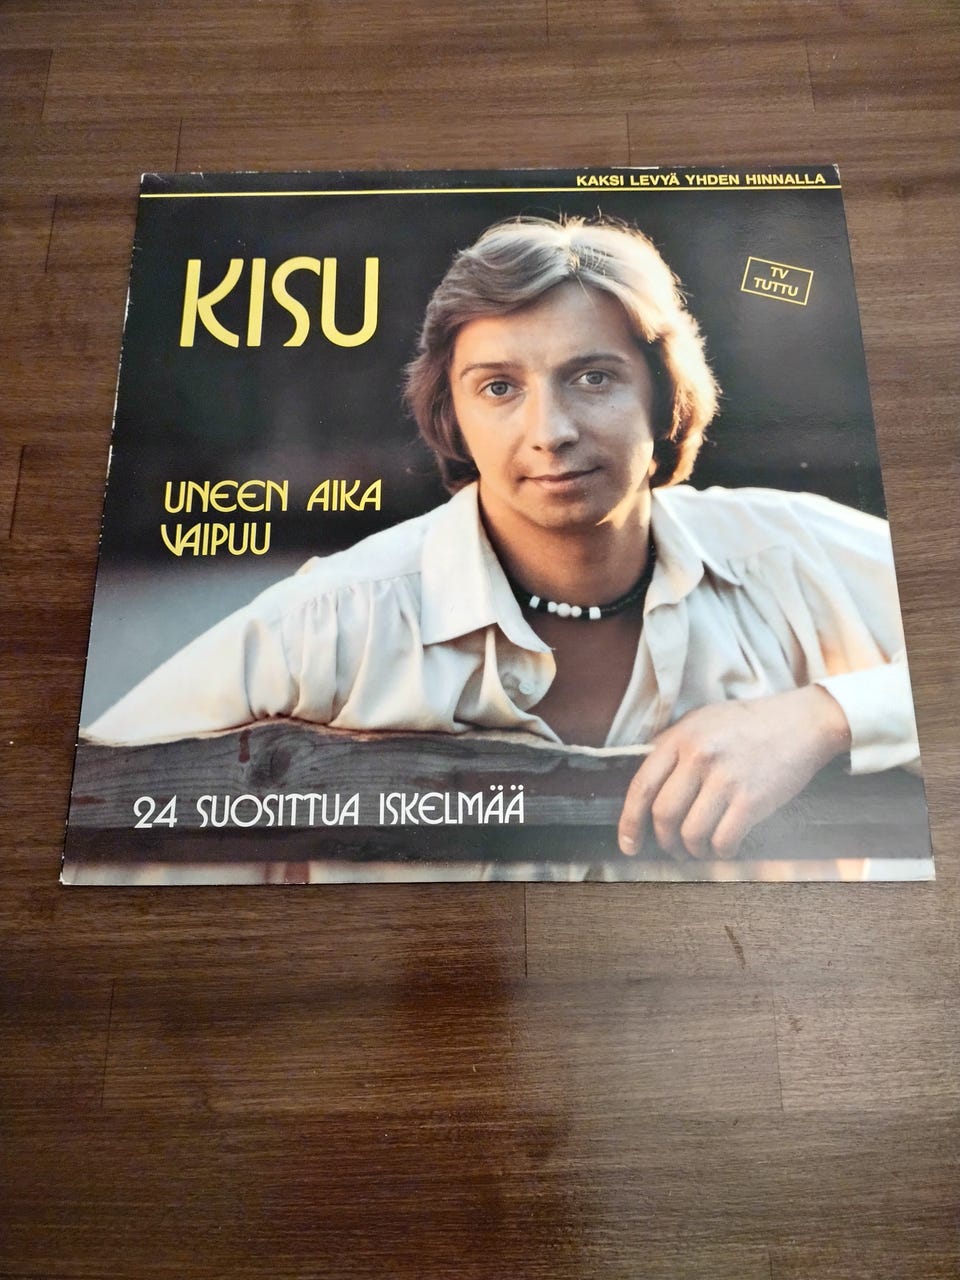 KAKSI LEVYÄ YHDEN HINNALLA
KISU
TV
TUTTU
UNEEN AIKA
VAIPUU
24 SUOSITTUA ISKELMÄÄ